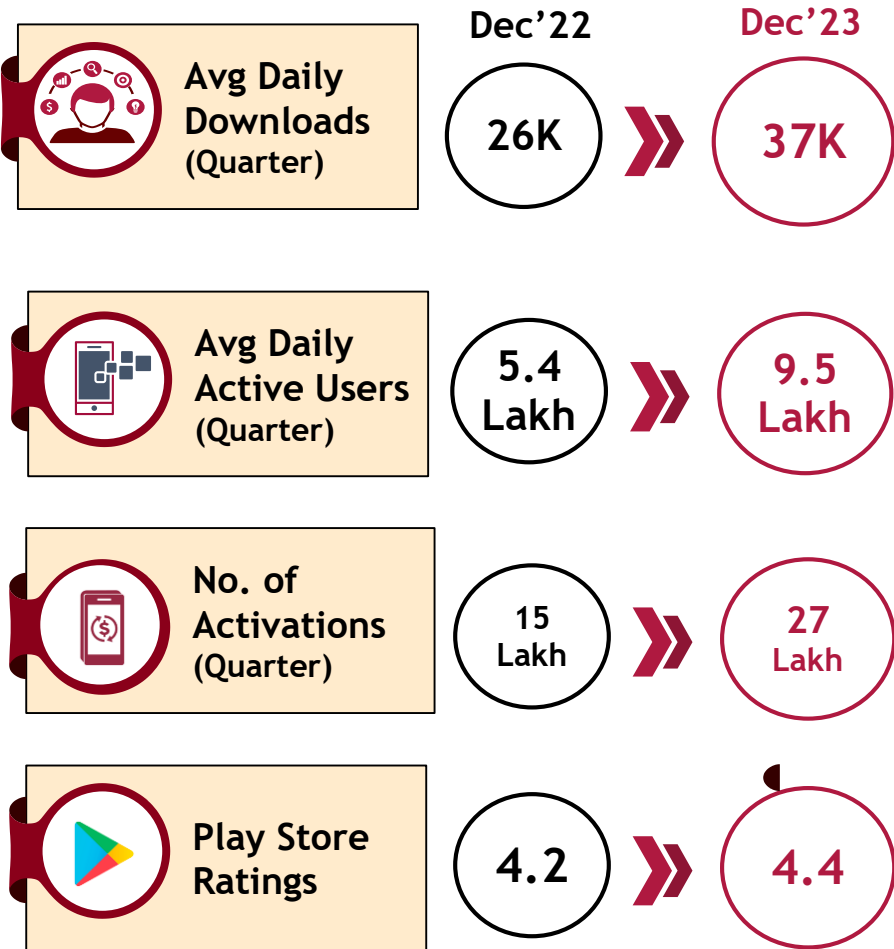 Dec’22
Dec’23
Avg Daily
Downloads
(Quarter)
26K
37K
Avg Daily
Active Users
(Quarter)
5.4
Lakh
9.5
Lakh
No. of
Activations
(Quarter)
15
Lakh
27
Lakh
Play Store
Ratings
4.2
4.4